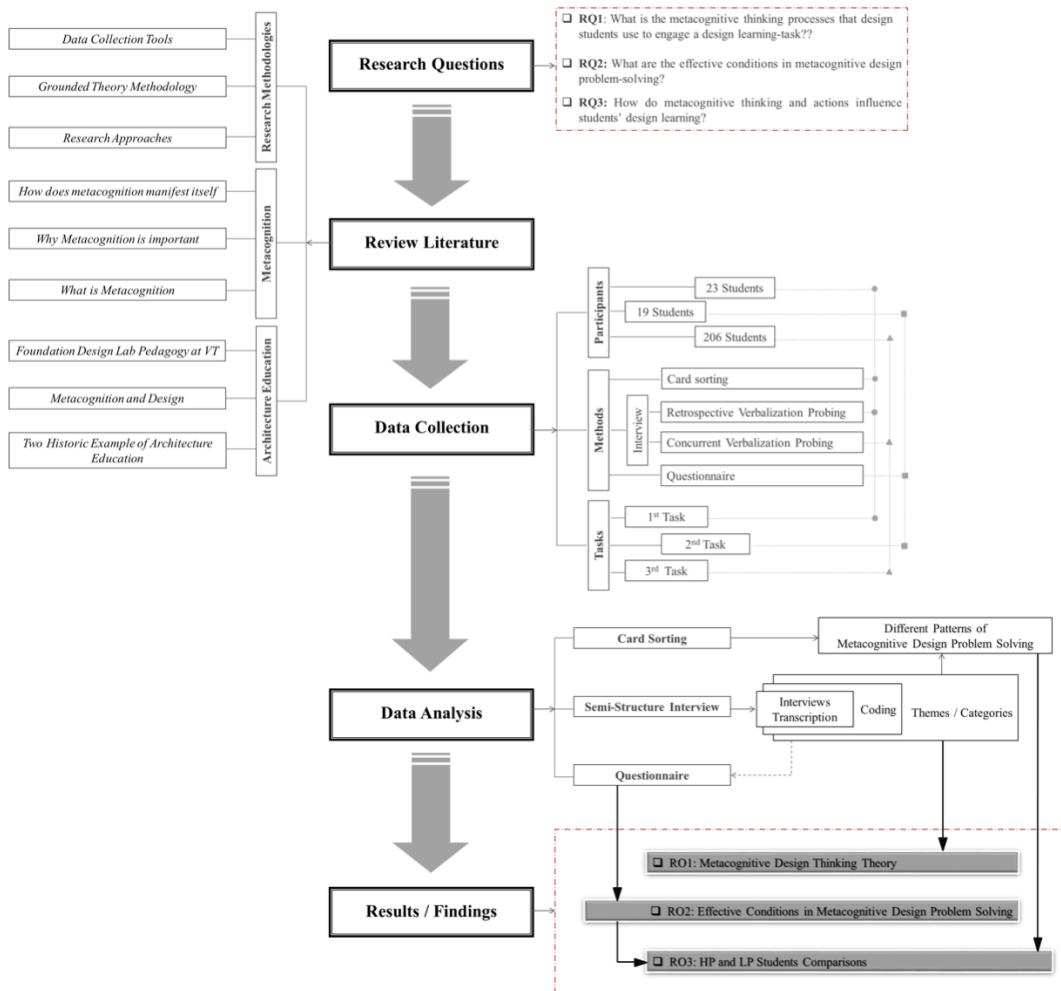 Research Questions
❑ RQ1: What is the metacognitive thinking processes that design
students use to engage a design learning-task??
❑ RQ2: What are the effective conditions in metacognitive design
problem-solving?
❑ RQ3: How do metacognitive thinking and actions influence
students' design learning?
Research Methodologies
Data Collection Tools
Grounded Theory Methodology
Research Approaches
Metacognition
How does metacognition manifest itself
Why Metacognition is important
What is Metacognition
Architecture Education
Foundation Design Lab Pedagogy at VT
Metacognition and Design
Two Historic Example of Architecture
Education
Review Literature
Data Collection
Participants
23 Students
19 Students
206 Students
Methods
Card sorting
Interview
Retrospective Verbalization Probing
Concurrent Verbalization Probing
Questionnaire
Tasks
1st Task
2nd Task
3rd Task
Data Analysis
Card Sorting
Different Patterns of
Metacognitive Design Problem Solving
Semi-Structure Interview
Interviews
Transcription
Coding
Themes / Categories
Questionnaire
Results / Findings
❑ RO1: Metacognitive Design Thinking Theory
❑ RO2: Effective Conditions in Metacognitive Design Problem Solving
❑ RO3: HP and LP Students Comparisons